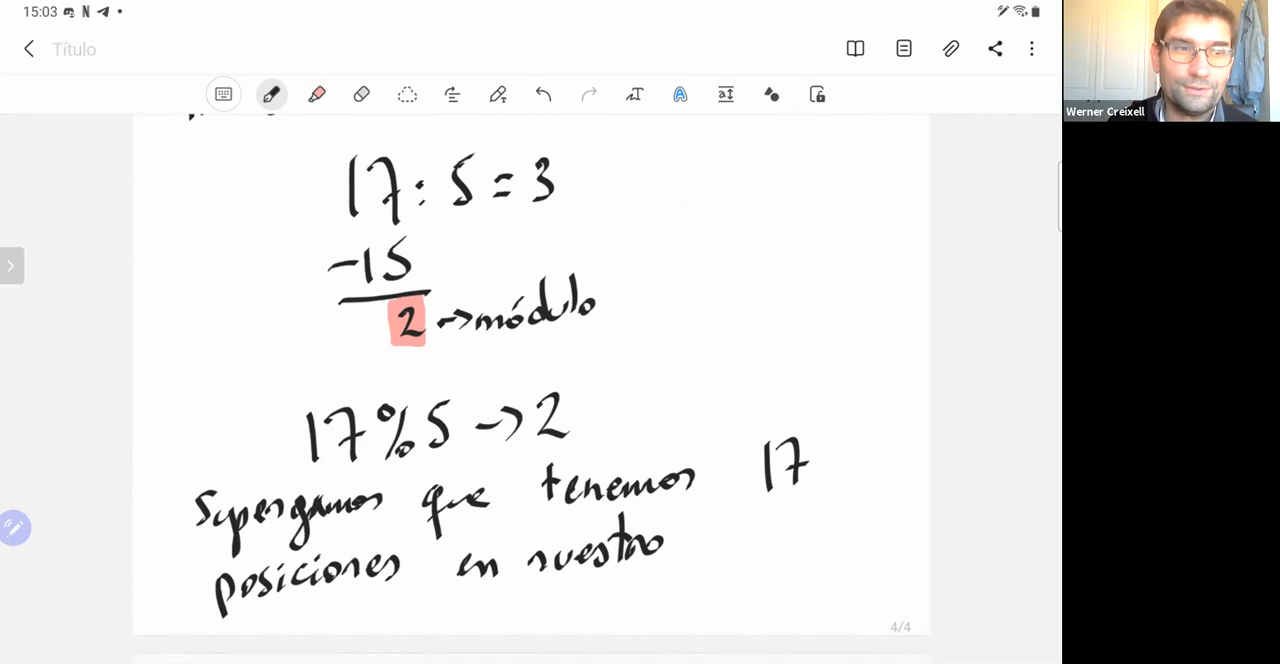 15:03 N
Título
Werner Creixell
17 : 5 = 3
-15
2 -> módulo
17 % 5 -> 2
Supongamos que tenemos 17
posiciones en nuestro
4/4